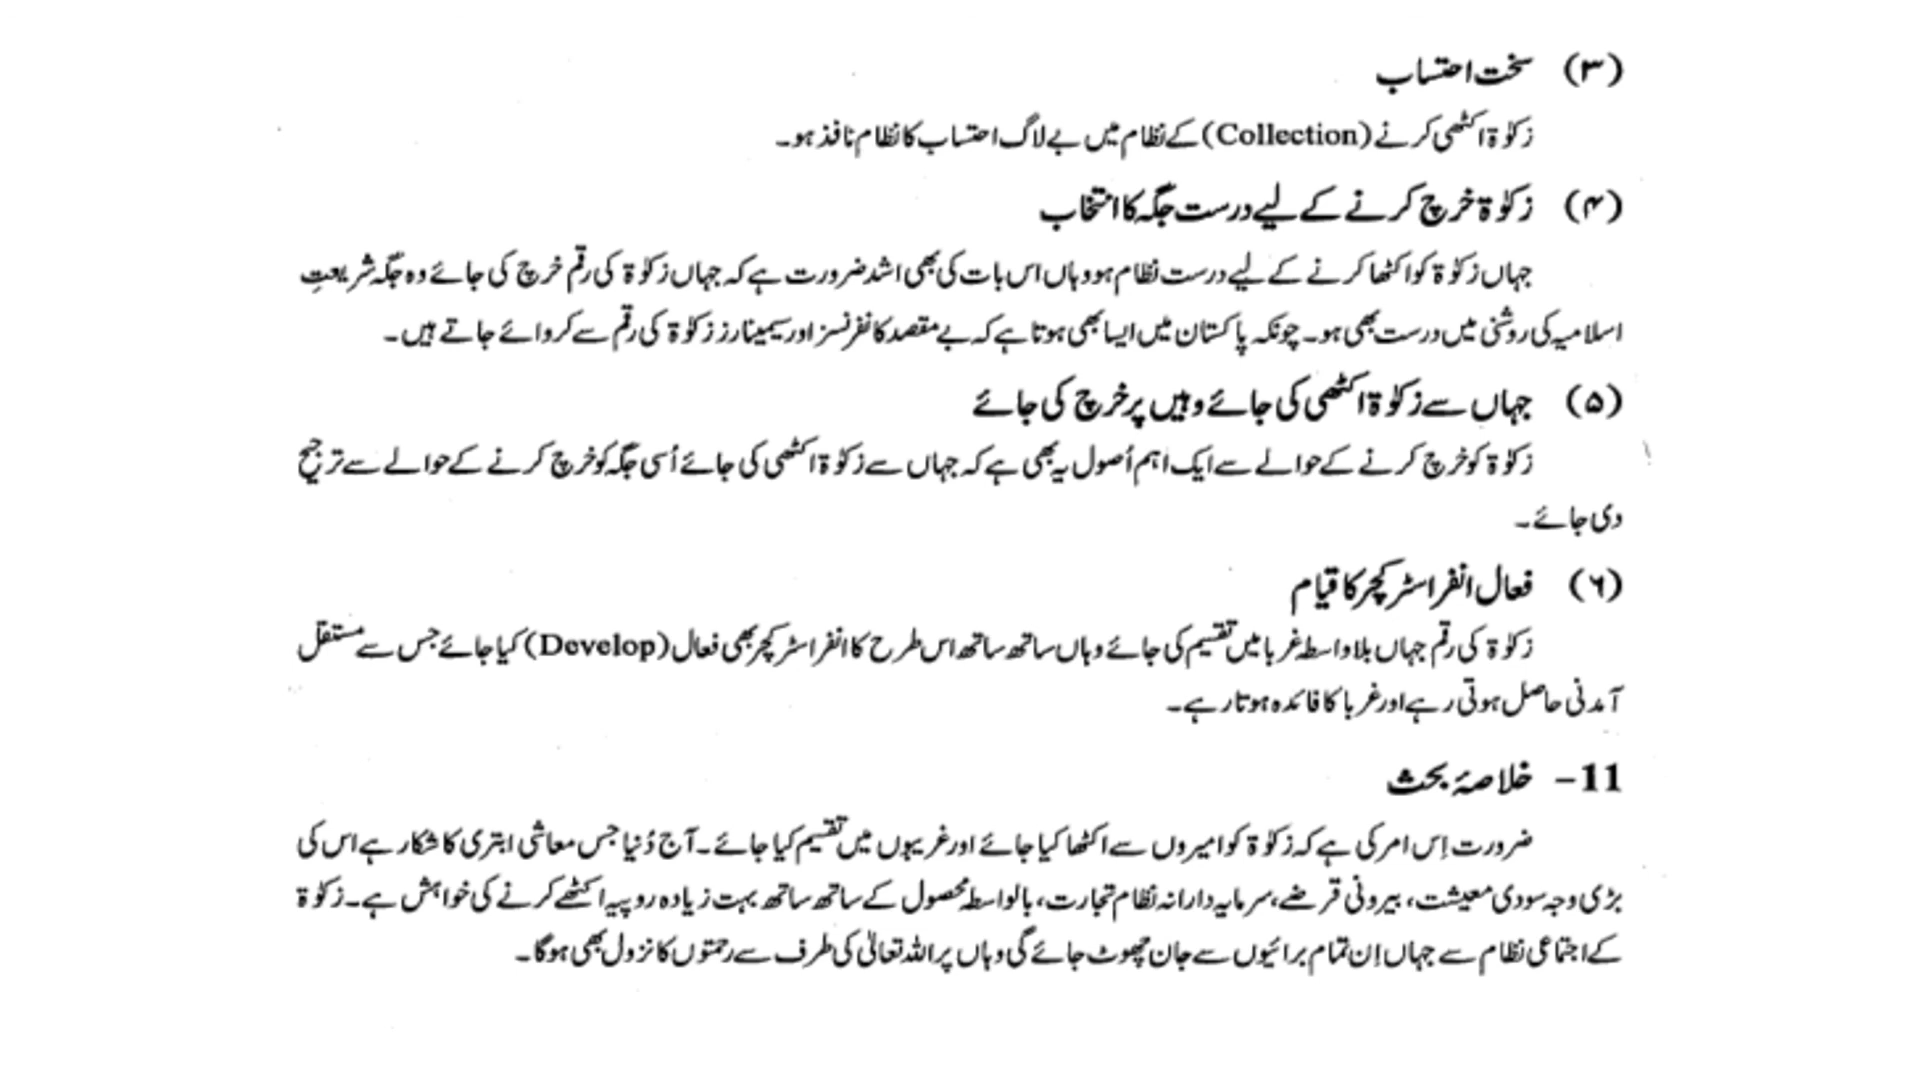 (۳) سخت احتساب
زکوٰۃ اکٹھی کرنے (Collection) کے نظام میں بے لاگ احتساب کا نظام نافذ ہو۔
(۴) زکوٰۃ خرچ کرنے کے لیے درست جگہ کا انتخاب
جہاں زکوٰۃ کو اکٹھا کرنے کے لیے درست نظام ہو وہاں اس بات کی بھی اشد ضرورت ہے کہ جہاں زکوٰۃ کی رقم خرچ کی جائے وہ جگہ شریعتِ
اسلامیہ کی روشنی میں درست بھی ہو۔ چونکہ پاکستان میں ایسا بھی ہوتا ہے کہ بے مقصد کانفرنسز اور سیمینارز زکوٰۃ کی رقم سے کروائے جاتے ہیں۔
(۵) جہاں سے زکوٰۃ اکٹھی کی جائے وہیں پر خرچ کی جائے
زکوٰۃ کو خرچ کرنے کے حوالے سے ایک اہم اُصول یہ بھی ہے کہ جہاں سے زکوٰۃ اکٹھی کی جائے اُسی جگہ کو خرچ کرنے کے حوالے سے ترجیح
دی جائے۔
(۶) فعال انفراسٹرکچر کا قیام
زکوٰۃ کی رقم جہاں بلاواسطہ غربا میں تقسیم کی جائے وہاں ساتھ ساتھ اس طرح کا انفراسٹرکچر بھی فعال (Develop) کیا جائے جس سے مستقل
آمدنی حاصل ہوتی رہے اور غربا کا فائدہ ہوتا رہے۔
11- خلاصۂ بحث
ضرورت اِس امر کی ہے کہ زکوٰۃ کو امیروں سے اکٹھا کیا جائے اور غریبوں میں تقسیم کیا جائے۔ آج دُنیا جس معاشی ابتری کا شکار ہے اس کی
بڑی وجہ سودی معیشت، بیرونی قرضے، سرمایہ دارانہ نظام تجارت، بالواسطہ محصول کے ساتھ ساتھ بہت زیادہ روپیہ اکٹھے کرنے کی خواہش ہے۔ زکوٰۃ
کے اجتماعی نظام سے جہاں اِن تمام برائیوں سے جان چھوٹ جائے گی وہاں پر اللہ تعالیٰ کی طرف سے رحمتوں کا نزول بھی ہوگا۔